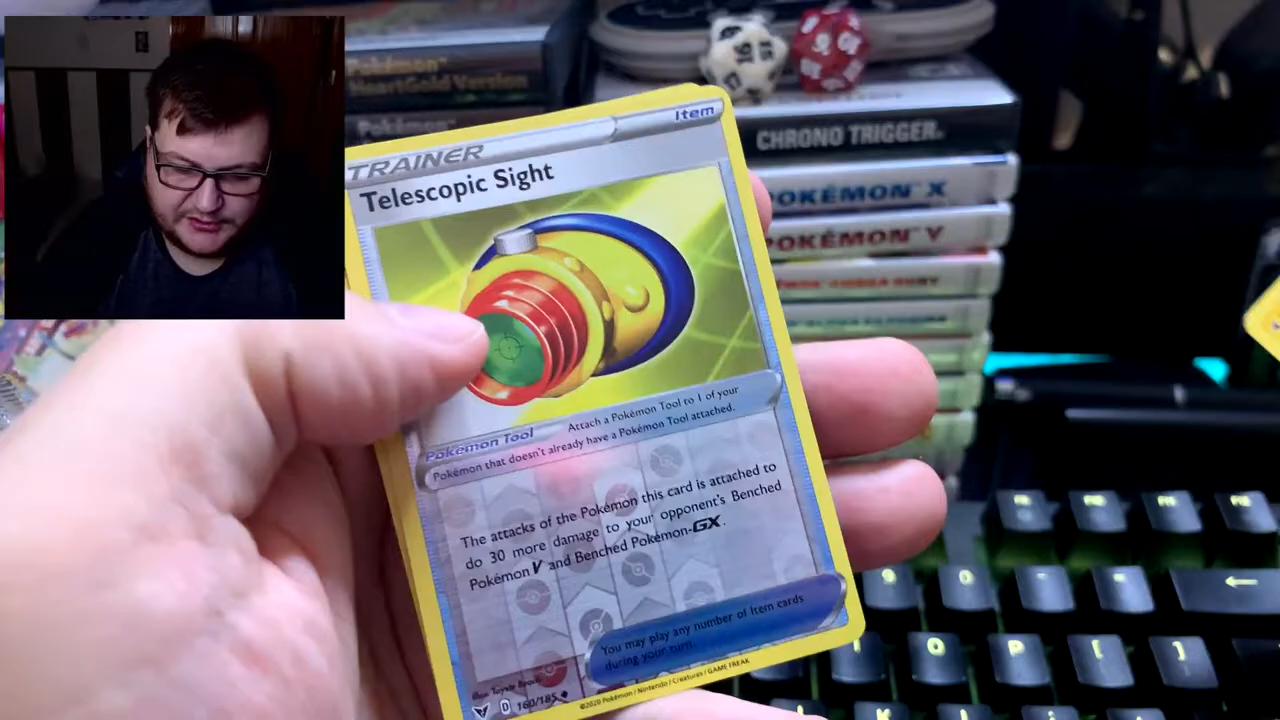 Pokémon
HeartGold Version
Pokémon
CHRONO TRIGGER
POKÉMON X
POKÉMON Y
Item
TRAINER
Telescopic Sight
Pokémon Tool
Attach a Pokémon Tool to 1 of your
Pokémon that doesn't already have a Pokémon Tool attached.
The attacks of the Pokémon this card is attached to
do 30 more damage to your opponent's Benched
Pokémon V and Benched Pokémon-GX.
You may play any number of Item cards
during your turn.
D 160/185
©2020 Pokémon / Nintendo / Creatures / GAME FREAK
O P [ ]